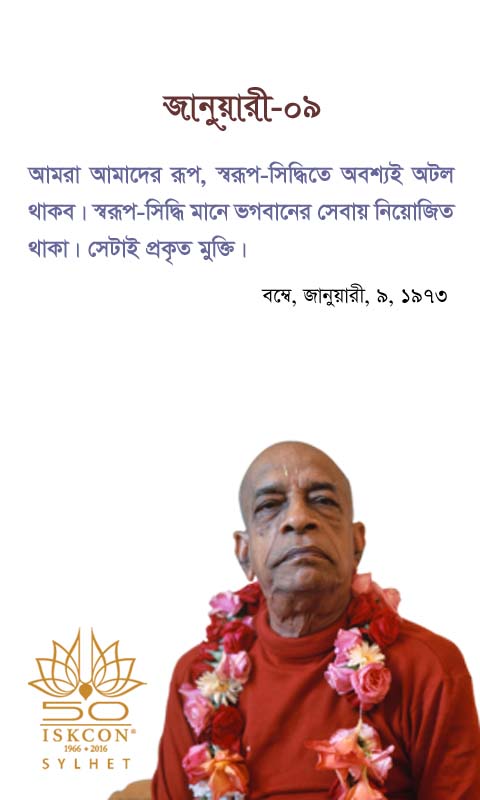 জানুয়ারী-০৯
আমরা আমাদের রূপ, স্বরূপ-সিদ্ধিতে অবশ্যই অটল
থাকব। স্বরূপ-সিদ্ধি মানে ভগবানের সেবায় নিয়োজিত
থাকা। সেটাই প্রকৃত মুক্তি।
বম্বে, জানুয়ারী, ৯, ১৯৭৩
50
ISKCON®
1966 • 2016
SYLHET